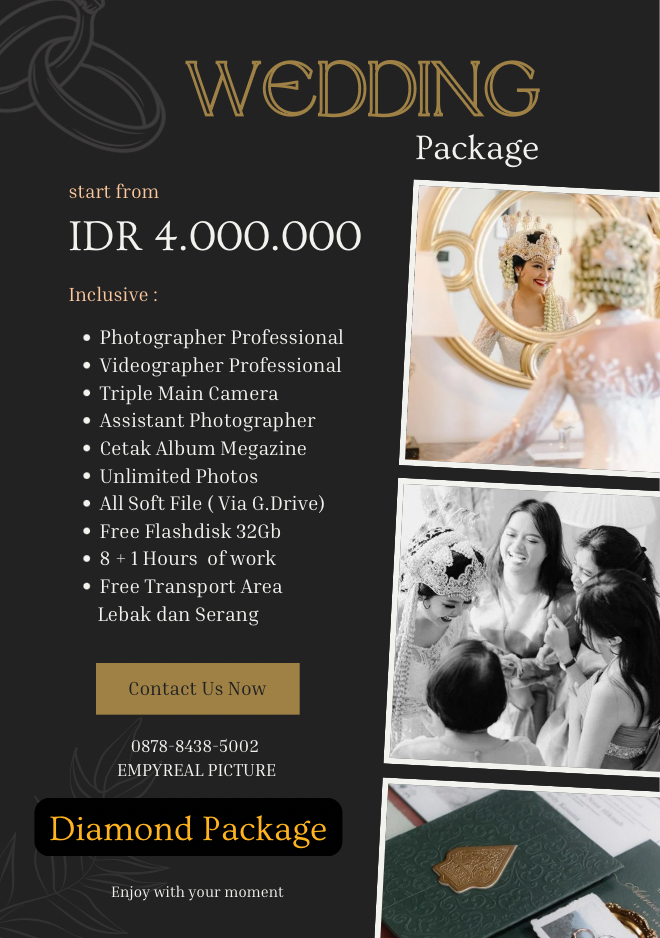 WEDDING
Package
start from
IDR 4.000.000
Inclusive :
• Photographer Professional
• Videographer Professional
• Triple Main Camera
• Assistant Photographer
• Cetak Album Megazine
• Unlimited Photos
• All Soft File ( Via G.Drive)
• Free Flashdisk 32Gb
• 8 + 1 Hours of work
• Free Transport Area
Lebak dan Serang
Contact Us Now
0878-8438-5002
EMPYREAL PICTURE
Diamond Package
Enjoy with your moment